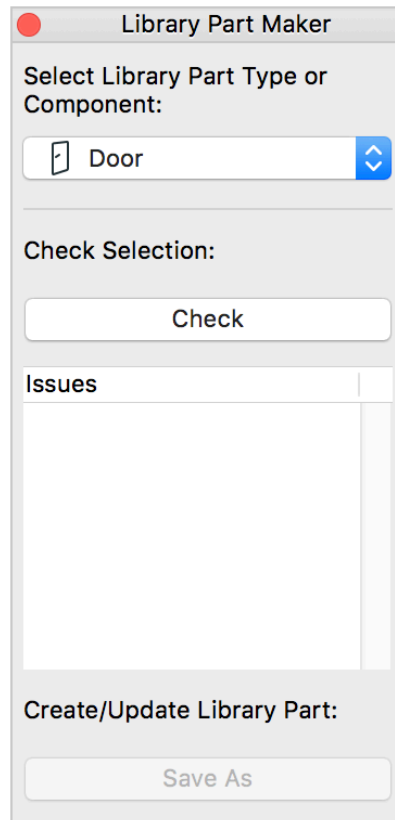 Library Part Maker
Select Library Part Type or
Component:
Door
Check Selection:
Check
Issues
Create/Update Library Part:
Save As